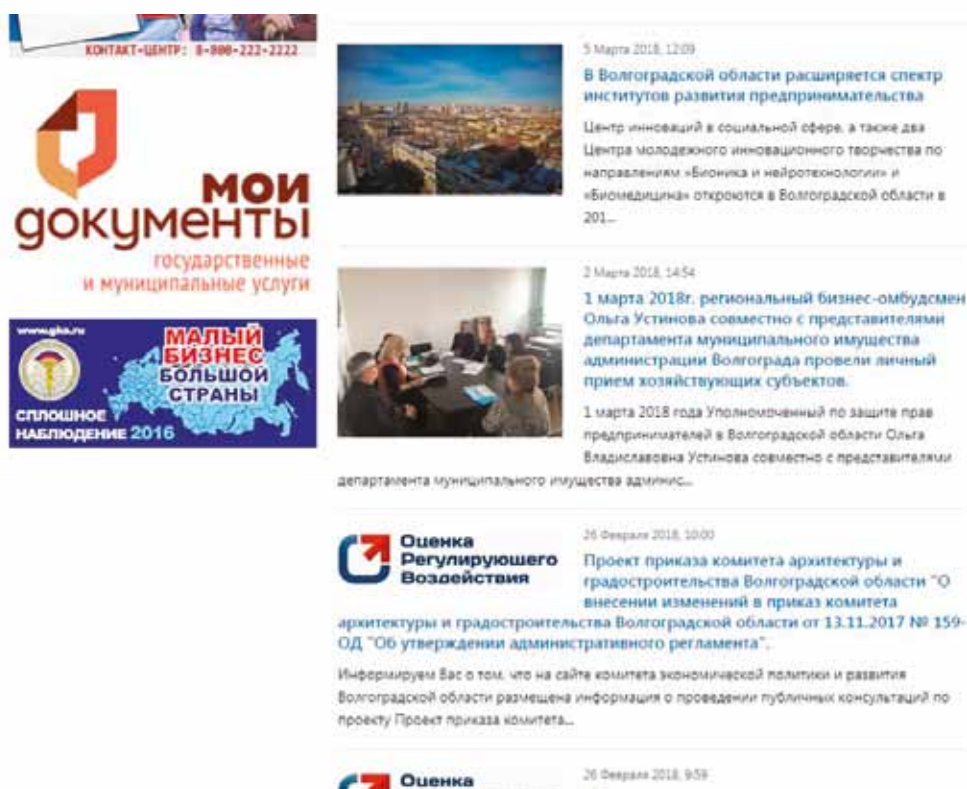 КОНТАКТ-ЦЕНТР: 8-800-222-2222
мои
документы
государственные
и муниципальные услуги
www.gks.ru
МАЛЫЙ
БИЗНЕС
БОЛЬШОЙ
СТРАНЫ
СПЛОШНОЕ
НАБЛЮДЕНИЕ 2016
5 Марта 2018, 12:09
В Волгоградской области расширяется спектр
институтов развития предпринимательства
Центр инноваций в социальной сфере, а также два
Центра молодежного инновационного творчества по
направлениям «Бионика и нейротехнологии» и
«Биомедицина» откроются в Волгоградской области в
201...
2 Марта 2018, 14:54
1 марта 2018г. региональный бизнес-омбудсмен
Ольга Устинова совместно с представителями
департамента муниципального имущества
администрации Волгограда провели личный
прием хозяйствующих субъектов.
1 марта 2018 года Уполномоченный по защите прав
предпринимателей в Волгоградской области Ольга
Владиславовна Устинова совместно с представителями
департамента муниципального имущества админис...
Оценка
Регулирующего
Воздействия
26 Февраля 2018, 10:00
Проект приказа комитета архитектуры и
градостроительства Волгоградской области "О
внесении изменений в приказ комитета
архитектуры и градостроительства Волгоградской области от 13.11.2017 № 159-
ОД "Об утверждении административного регламента".
Информируем Вас о том, что на сайте комитета экономической политики и развития
Волгоградской области размещена информация о проведении публичных консультаций по
проекту Проект приказа комитета...
Оценка
26 Февраля 2018, 9:59